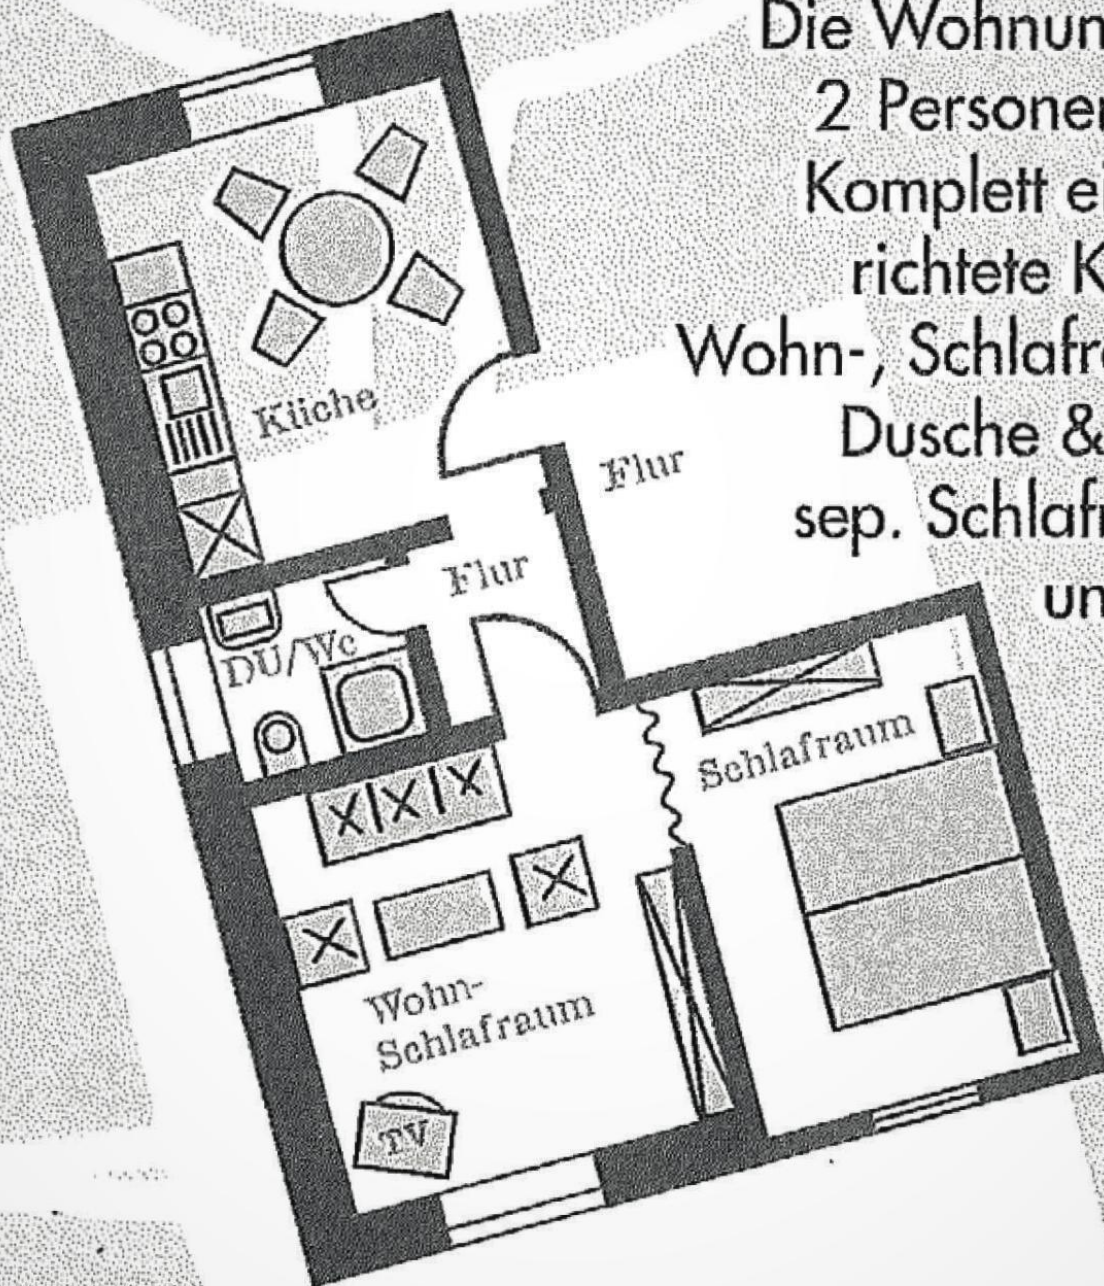 Die Wohnun
2 Personen
Komplett ei
richtete K
Wohn-, Schlafr
Dusche &
sep. Schlafr
un
Küche
Flur
Flur
DU/Wc
Schlafraum
Wohn-
Schlafraum
TV